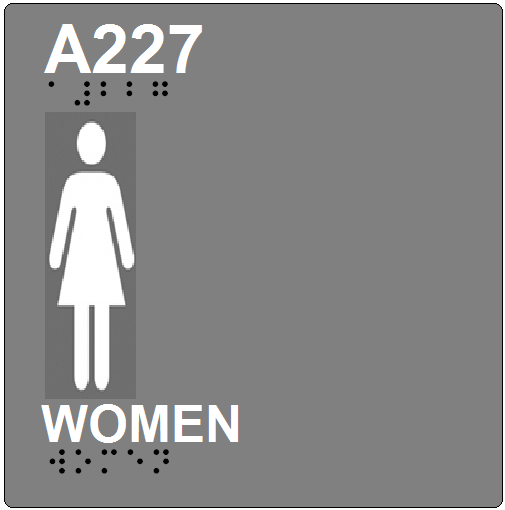 A227
⠁⠼⠃⠃⠛
WOMEN
⠺⠕⠍⠑⠝